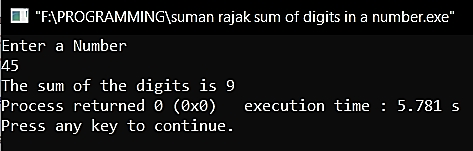 "F:\PROGRAMMING\suman rajak sum of digits in a number.exe"
Enter a Number
45
The sum of the digits is 9
Process returned 0 (0x0)   execution time : 5.781 s
Press any key to continue.